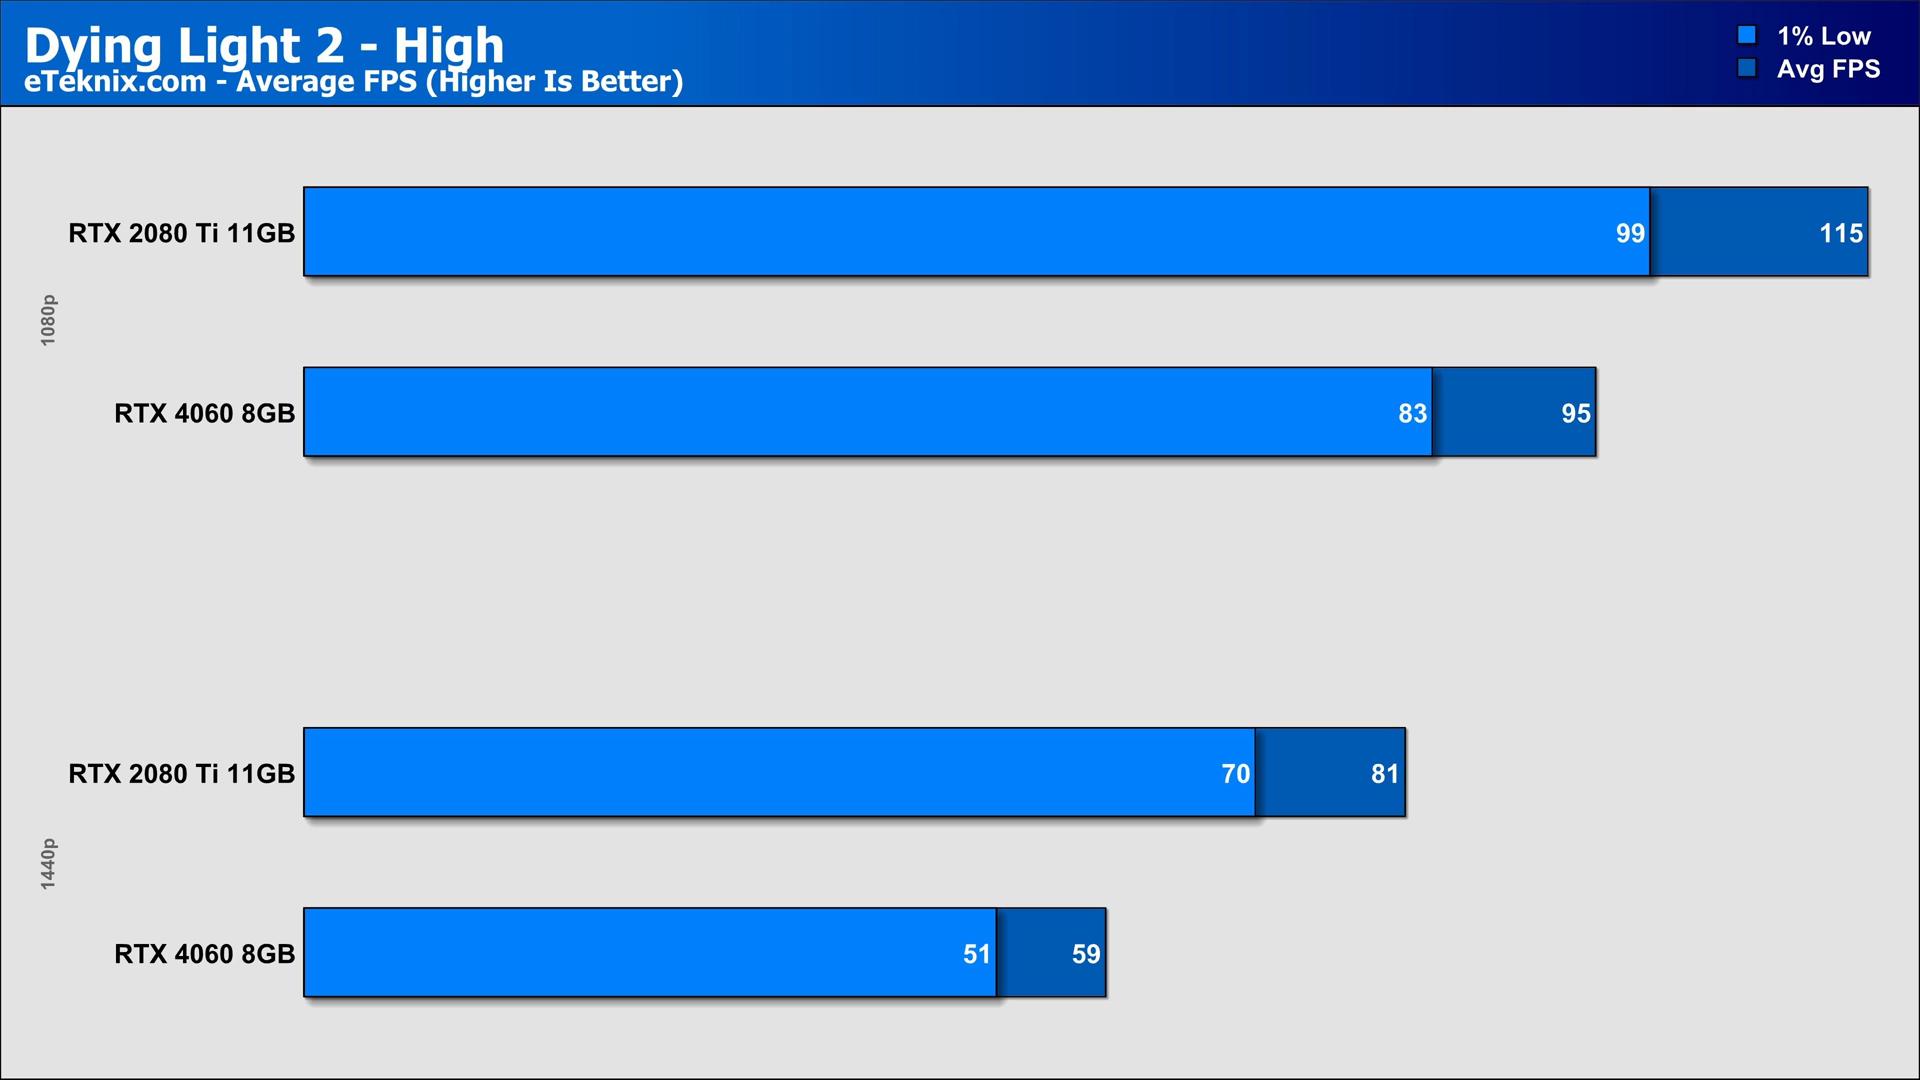 Dying Light 2 - High
eTeknix.com - Average FPS (Higher Is Better)
1% Low
Avg FPS
1080p
RTX 2080 Ti 11GB
99
115
RTX 4060 8GB
83
95
1440p
RTX 2080 Ti 11GB
70
81
RTX 4060 8GB
51
59